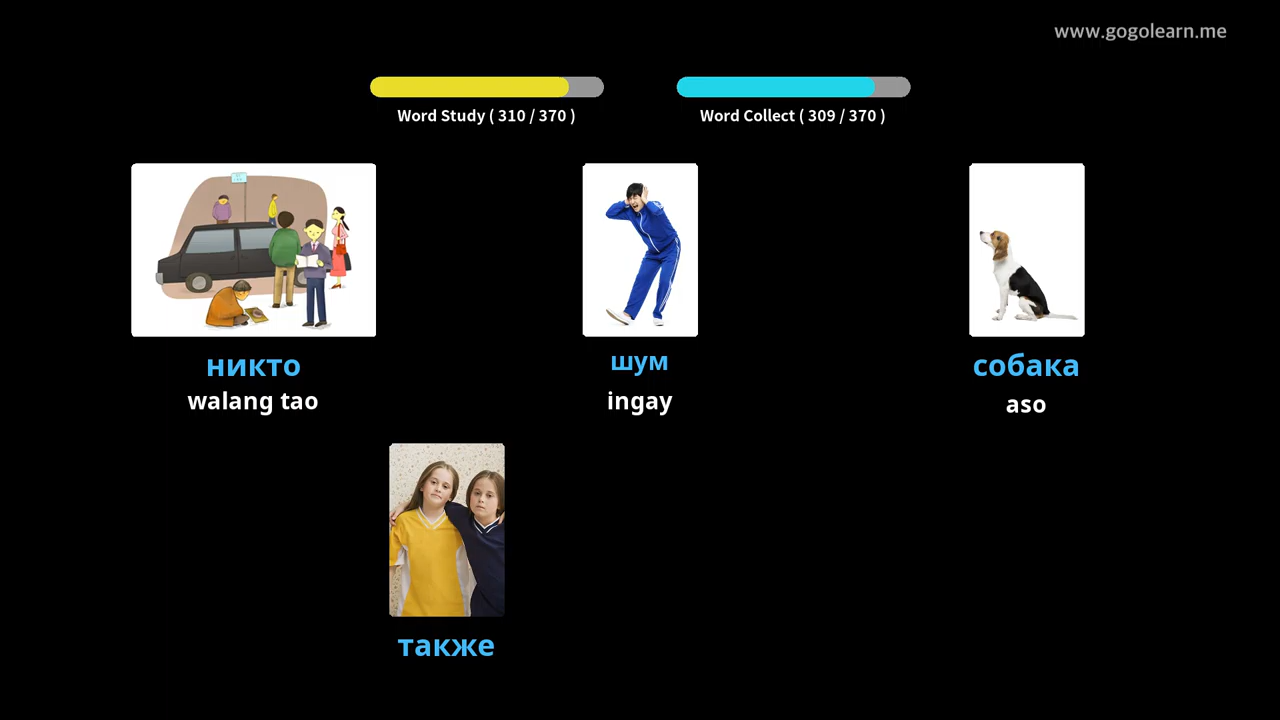 www.gogolearn.me
Word Study ( 310 / 370 )
Word Collect ( 309 / 370 )
никто
walang tao
шум
ingay
собака
aso
также